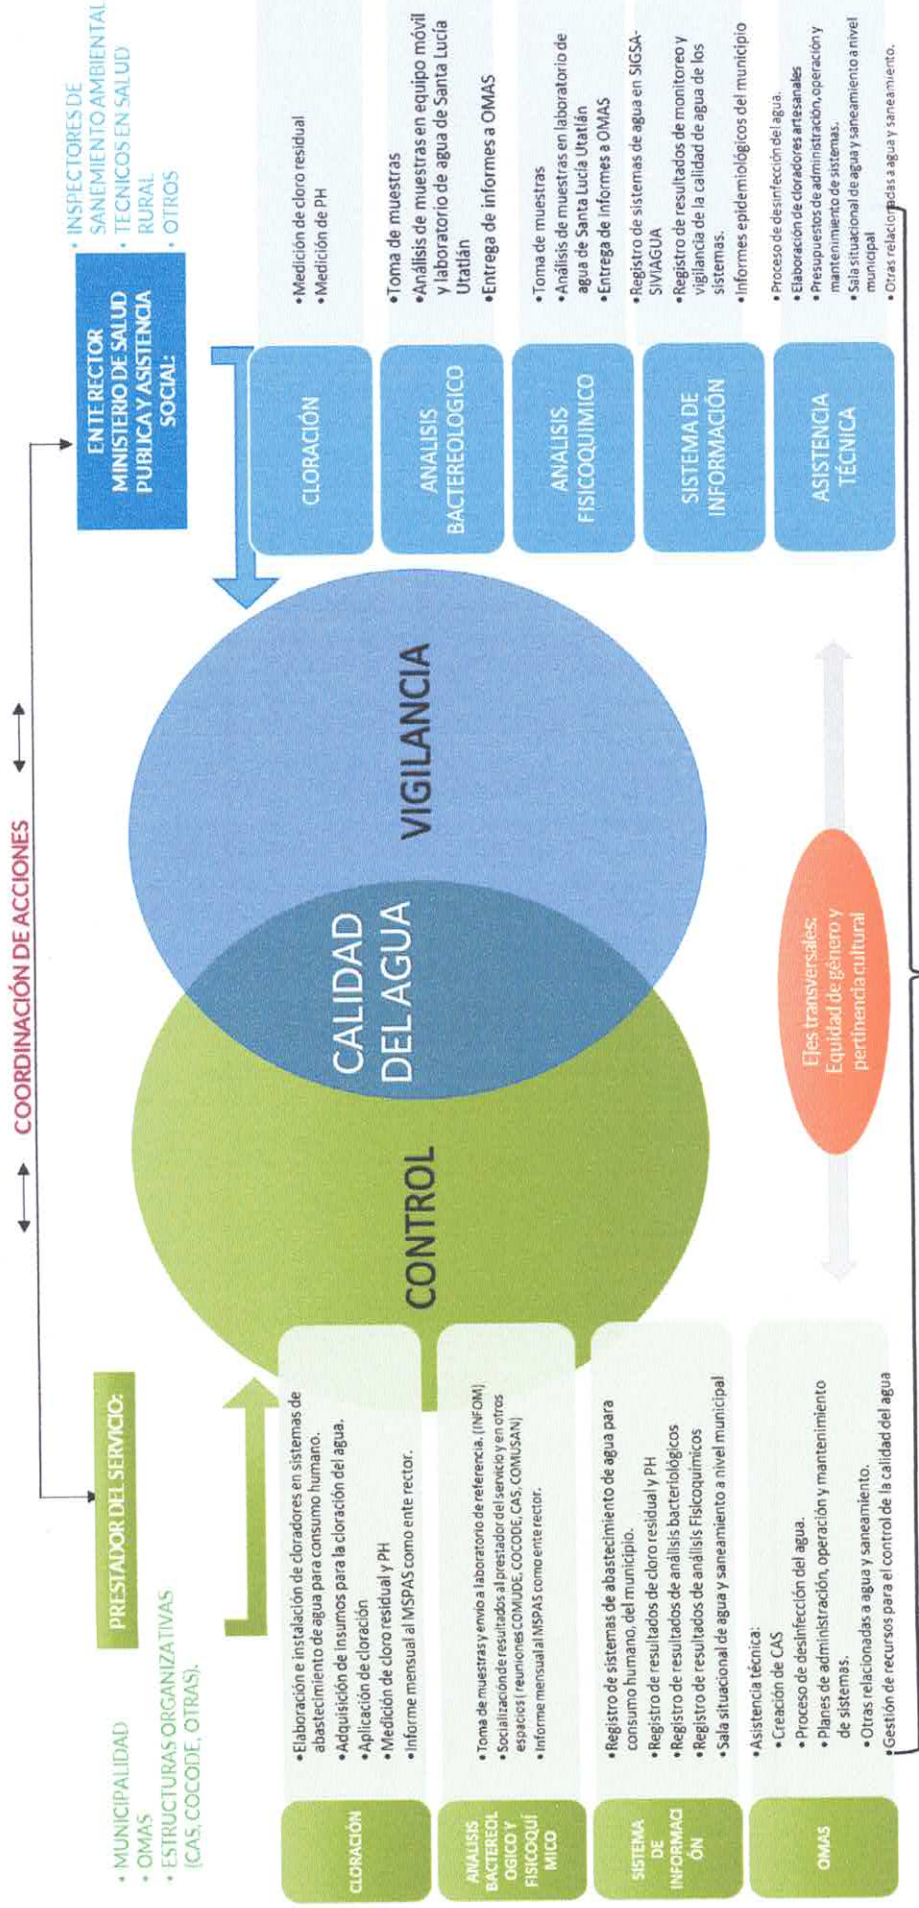 COORDINACIÓN DE ACCIONES
• MUNICIPALIDAD
• OMAS
• ESTRUCTURAS ORGANIZATIVAS
(CAS, COCODE, OTRAS).
PRESTADOR DEL SERVICIO:
CLORACIÓN
• Elaboración e instalación de cloradores en sistemas de
abastecimiento de agua para consumo humano.
• Adquisición de insumos para la cloración del agua.
• Aplicación de cloración
• Medición de cloro residual y PH
• Informe mensual al MSPAS como ente rector.
ANALISIS
BACTEREOL
OGICO Y
FISICOQUÍ
MICO
• Toma de muestras y envío a laboratorio de referencia. (INFOM)
• Socialización de resultados al prestador del servicio y en otros
espacios ( reuniones COMUDE, COCODE, CAS, COMUSAN)
• Informe mensual al MSPAS como ente rector.
SISTEMA
DE
INFORMACI
ÓN
• Registro de sistemas de abastecimiento de agua para
consumo humano, del municipio.
• Registro de resultados de cloro residual y PH
• Registro de resultados de análisis bacteriológicos
• Registro de resultados de análisis Fisicoquímicos
• Sala situacional de agua y saneamiento a nivel municipal
OMAS
• Asistencia técnica:
• Creación de CAS
• Proceso de desinfección del agua.
• Planes de administración, operación y mantenimiento
de sistemas.
• Otras relacionadas a agua y saneamiento.
• Gestión de recursos para el control de la calidad del agua
CONTROL
CALIDAD
DEL AGUA
VIGILANCIA
Ejes transversales:
Equidad de género y
pertinencia cultural
ENTE RECTOR
MINISTERIO DE SALUD
PUBLICA Y ASISTENCIA
SOCIAL:
• INSPECTORES DE
SANEMIENTO AMBIENTAL
• TECNICOS EN SALUD
RURAL
• OTROS
CLORACIÓN
• Medición de cloro residual
• Medición de PH
ANALISIS
BACTEREOLOGICO
• Toma de muestras
• Análisis de muestras en equipo móvil
y laboratorio de agua de Santa Lucía
Utatlán
• Entrega de informes a OMAS
ANALISIS
FISICOQUÍMICO
• Toma de muestras
• Análisis de muestras en laboratorio de
agua de Santa Lucía Utatlán
• Entrega de Informes a OMAS
SISTEMA DE
INFORMACIÓN
• Registro de sistemas de agua en SIGSA-
SIVIAGUA
• Registro de resultados de monitoreo y
vigilancia de la calidad de agua de los
sistemas.
• Informes epidemiológicos del municipio
ASISTENCIA
TÉCNICA
• Proceso de desinfección del agua.
• Elaboración de cloradores artesanales
• Presupuestos de administración, operación y
mantenimiento de sistemas.
• Sala situacional de agua y saneamiento a nivel
municipal
• Otras relacionadas a agua y saneamiento.